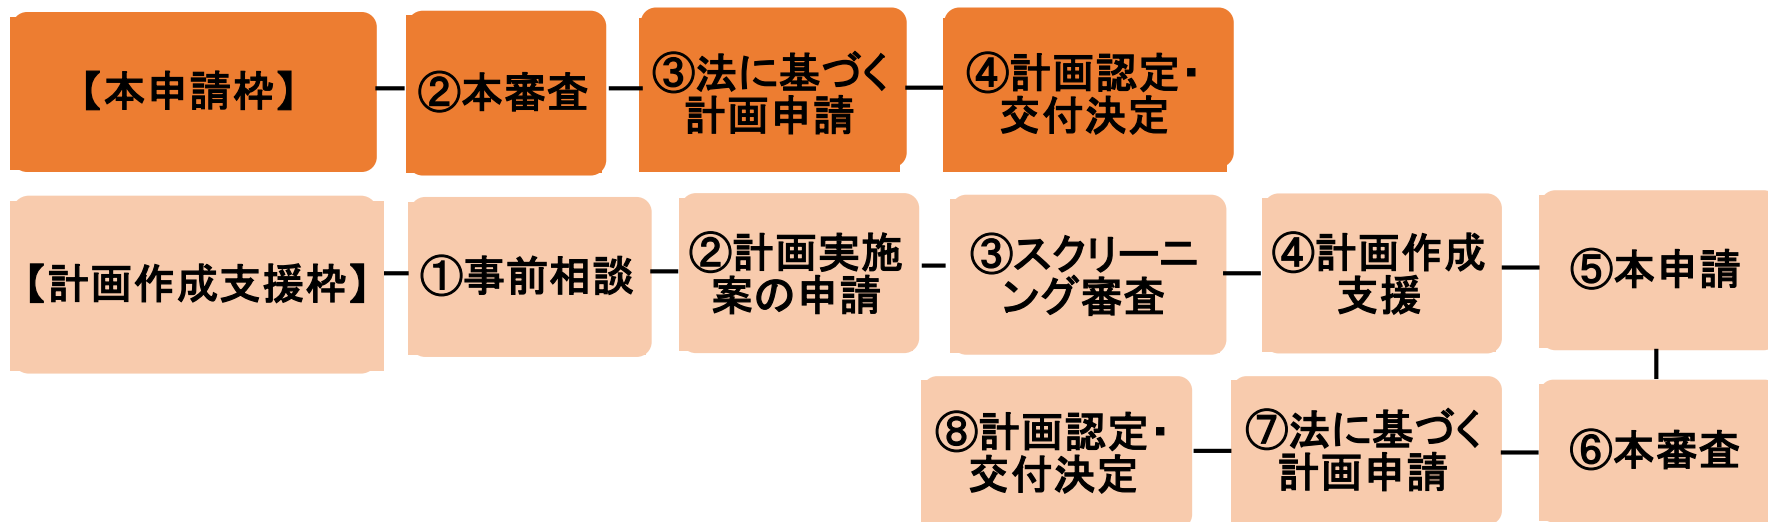 【本申請枠】
②本審査
③法に基づく
計画申請
④計画認定・
交付決定
【計画作成支援枠】
①事前相談
②計画実施
案の申請
③スクリーニ
ング審査
④計画作成
支援
⑤本申請
⑥本審査
⑦法に基づく
計画申請
⑧計画認定・
交付決定